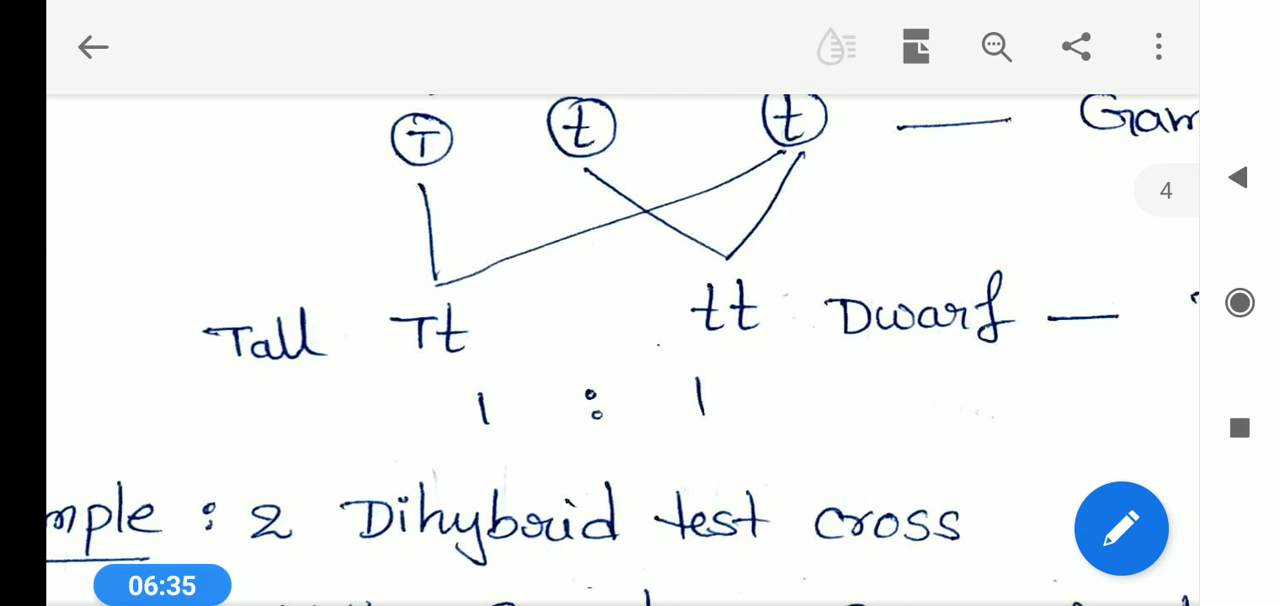 T t t — Gam
4
Tall Tt tt Dwarf —
1 : 1
mple : 2 Dihybrid test cross
06:35